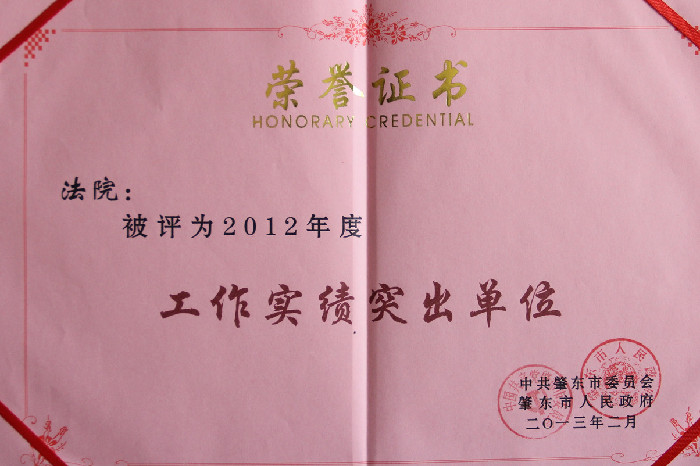 荣誉证书
HONORARY CREDENTIAL
法院：
被评为2012年度
工作实绩突出单位
中共肇东市委员会
肇东市人民政府
二〇一三年二月